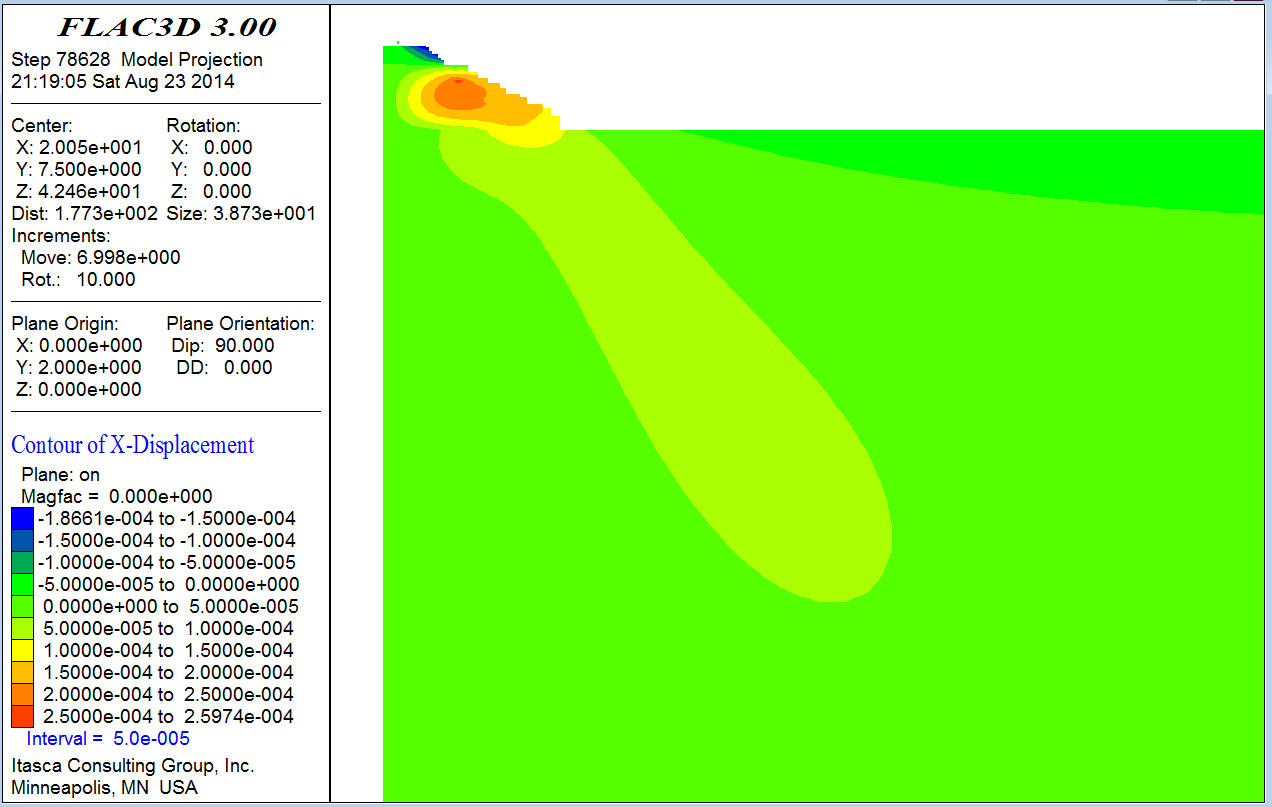 FLAC3D 3.00
Step 78628 Model Projection
21:19:05 Sat Aug 23 2014
Center: Rotation:
X: 2.005e+001 X: 0.000
Y: 7.500e+000 Y: 0.000
Z: 4.246e+001 Z: 0.000
Dist: 1.773e+002 Size: 3.873e+001
Increments:
Move: 6.998e+000
Rot.: 10.000
Plane Origin: Plane Orientation:
X: 0.000e+000 Dip: 90.000
Y: 2.000e+000 DD: 0.000
Z: 0.000e+000
Contour of X-Displacement
Plane: on
Magfac = 0.000e+000
-1.8661e-004 to -1.5000e-004
-1.5000e-004 to -1.0000e-004
-1.0000e-004 to -5.0000e-005
-5.0000e-005 to 0.0000e+000
0.0000e+000 to 5.0000e-005
5.0000e-005 to 1.0000e-004
1.0000e-004 to 1.5000e-004
1.5000e-004 to 2.0000e-004
2.0000e-004 to 2.5000e-004
2.5000e-004 to 2.5974e-004
Interval = 5.0e-005
Itasca Consulting Group, Inc.
Minneapolis, MN USA